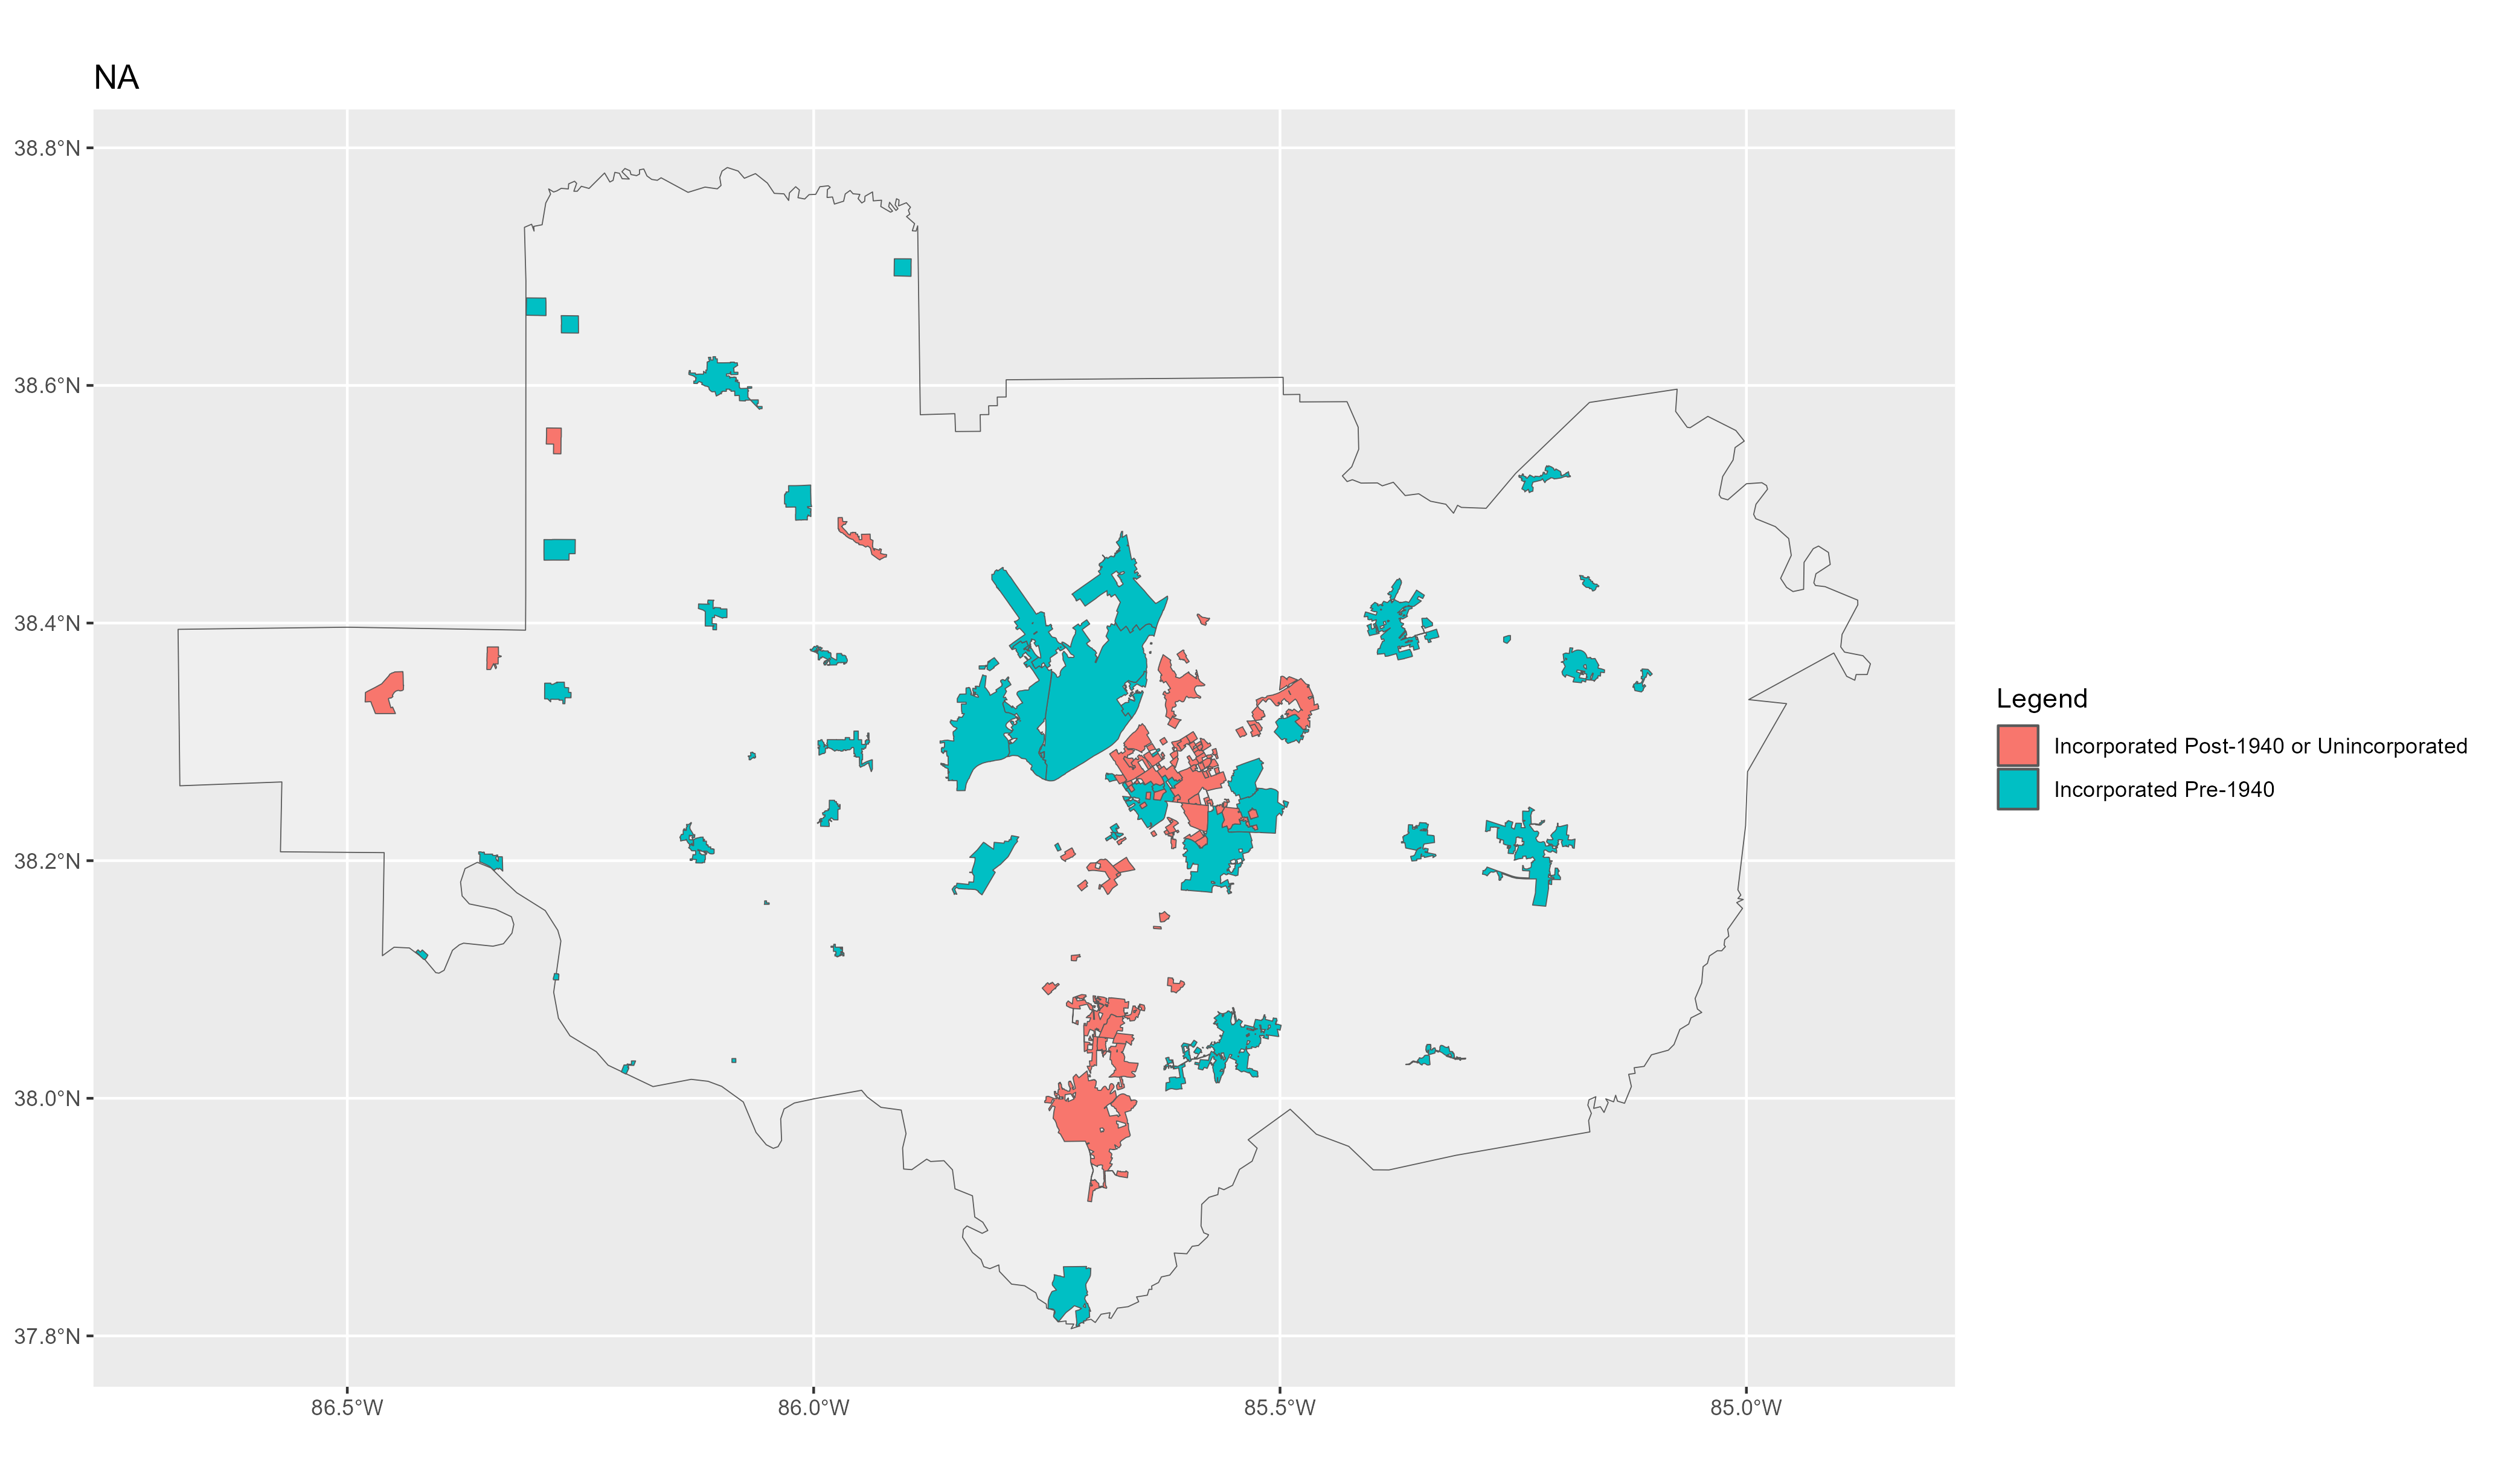 NA
38.8°N
38.6°N
38.4°N
38.2°N
38.0°N
37.8°N
86.5°W
86.0°W
85.5°W
85.0°W
Legend
Incorporated Post-1940 or Unincorporated
Incorporated Pre-1940